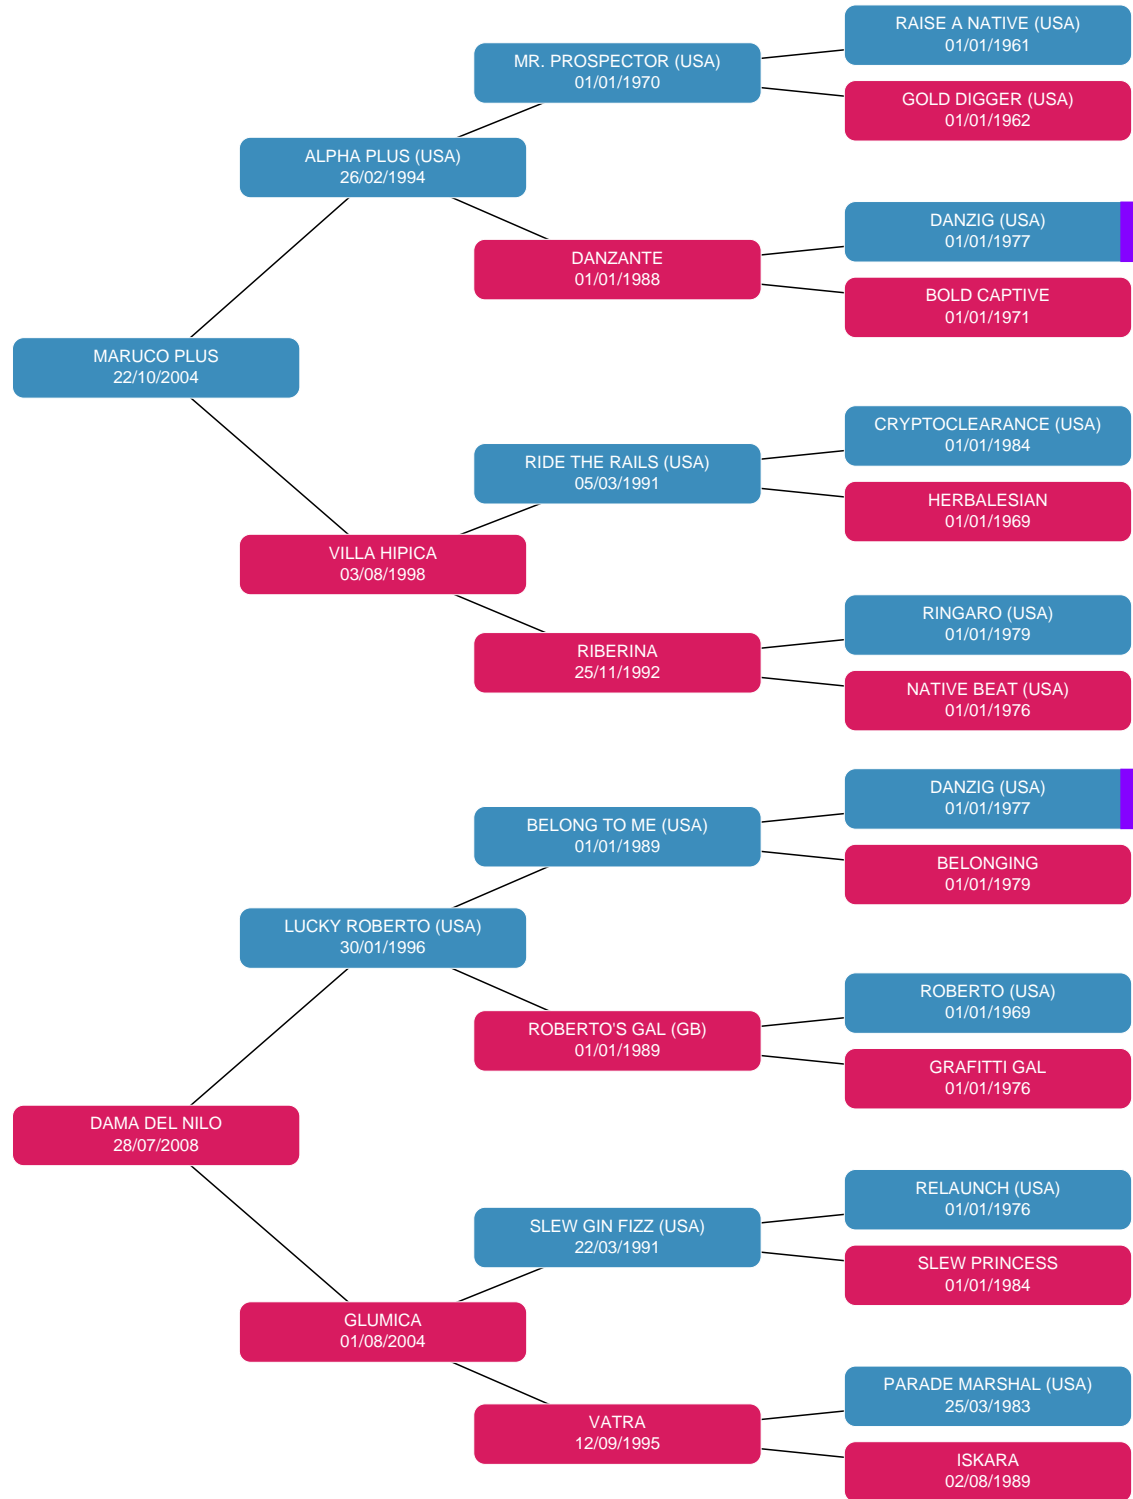 RAISE A NATIVE (USA)
01/01/1961
MR. PROSPECTOR (USA)
01/01/1970
GOLD DIGGER (USA)
01/01/1962
ALPHA PLUS (USA)
26/02/1994
DANZIG (USA)
01/01/1977
DANZANTE
01/01/1988
BOLD CAPTIVE
01/01/1971
MARUCO PLUS
22/10/2004
CRYPTOCLEARANCE (USA)
01/01/1984
RIDE THE RAILS (USA)
05/03/1991
HERBALESIAN
01/01/1969
VILLA HIPICA
03/08/1998
RINGARO (USA)
01/01/1979
RIBERINA
25/11/1992
NATIVE BEAT (USA)
01/01/1976
DANZIG (USA)
01/01/1977
BELONG TO ME (USA)
01/01/1989
BELONGING
01/01/1979
LUCKY ROBERTO (USA)
30/01/1996
ROBERTO (USA)
01/01/1969
ROBERTO'S GAL (GB)
01/01/1989
GRAFITTI GAL
01/01/1976
DAMA DEL NILO
28/07/2008
RELAUNCH (USA)
01/01/1976
SLEW GIN FIZZ (USA)
22/03/1991
SLEW PRINCESS
01/01/1984
GLUMICA
01/08/2004
PARADE MARSHAL (USA)
25/03/1983
VATRA
12/09/1995
ISKARA
02/08/1989